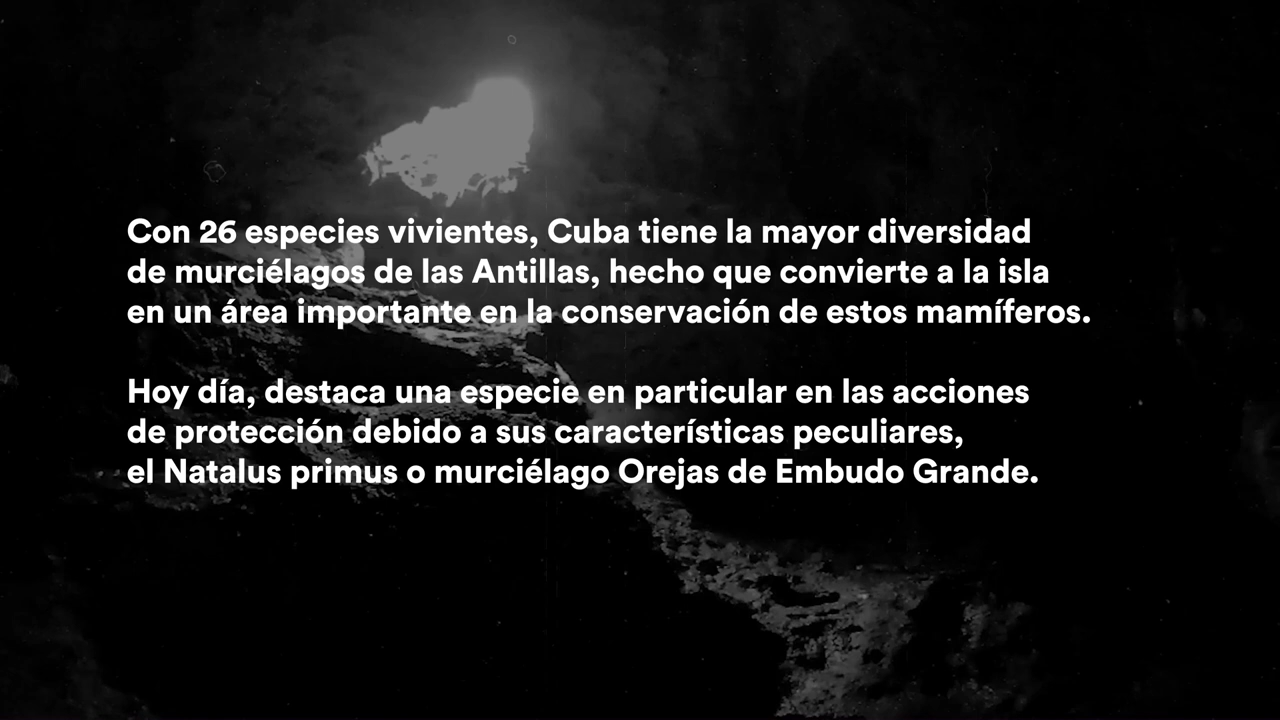 Con 26 especies vivientes, Cuba tiene la mayor diversidad
de murciélagos de las Antillas, hecho que convierte a la isla
en un área importante en la conservación de estos mamíferos.
Hoy día, destaca una especie en particular en las acciones
de protección debido a sus características peculiares,
el Natalus primus o murciélago Orejas de Embudo Grande.